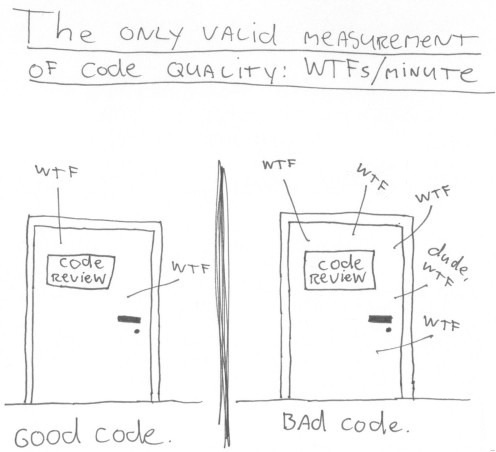 The only valid measurement
of code quality: WTFs/minute
WTF
code
review
WTF
Good code.
WTF
WTF
WTF
code
review
dude,
WTF
WTF
Bad code.